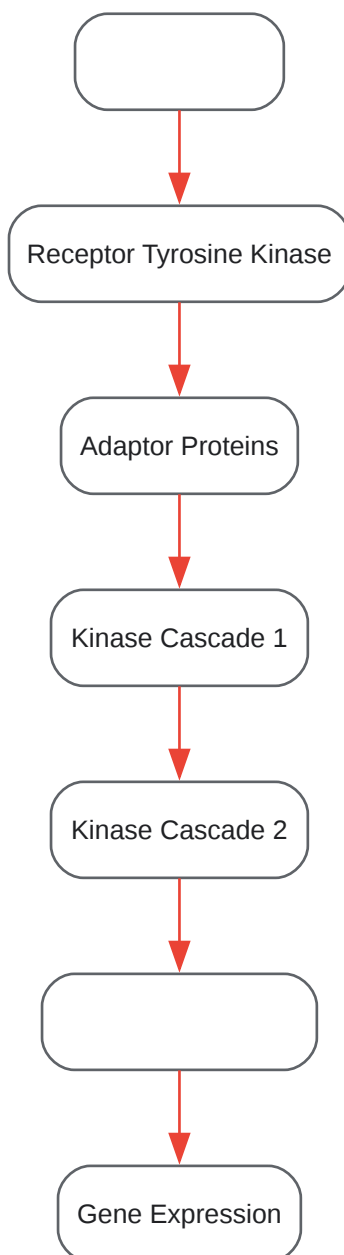 Receptor Tyrosine Kinase
Adaptor Proteins
Kinase Cascade 1
Kinase Cascade 2
Gene Expression